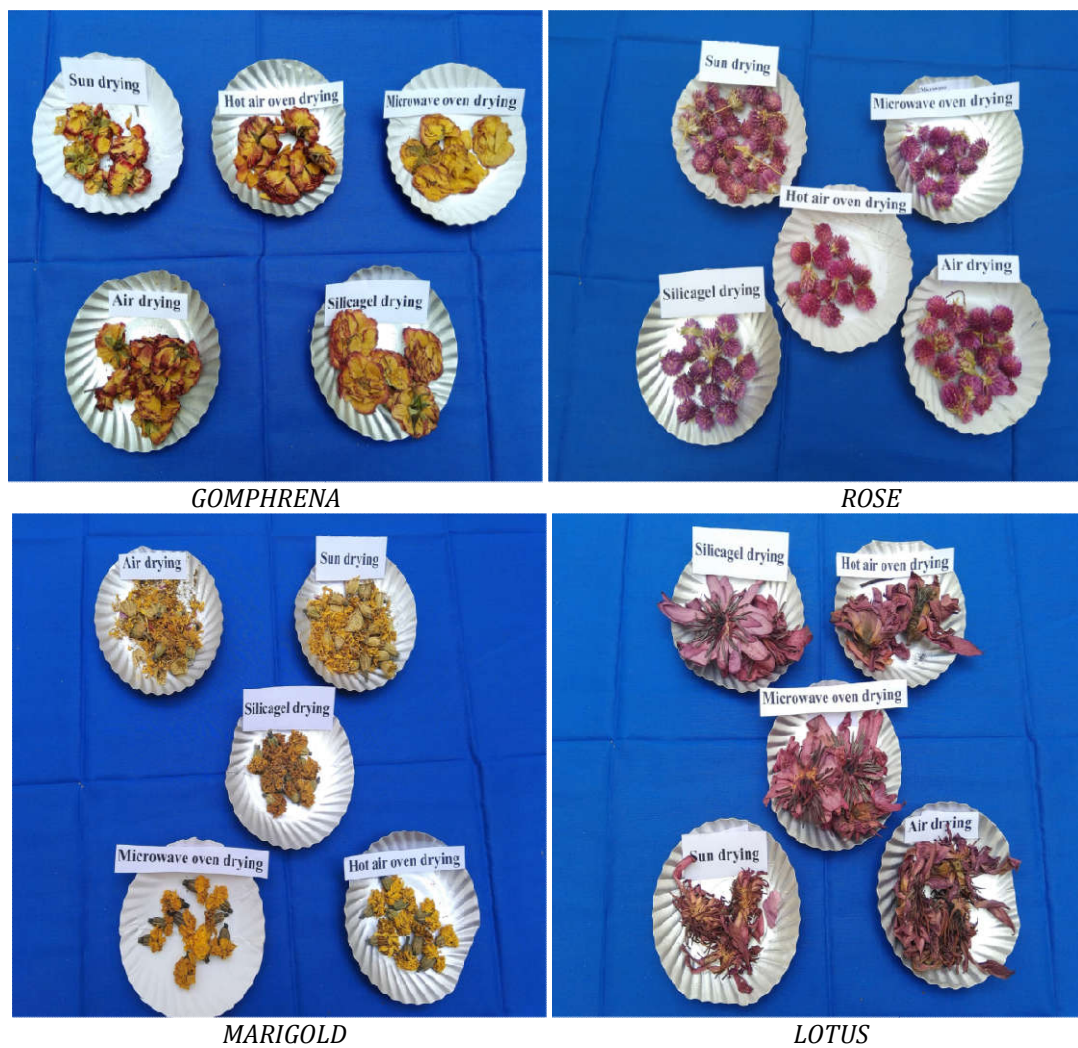 Sun drying
Hot air oven drying
Microwave oven drying
Air drying
Silicagel drying
GOMPHRENA
Sun drying
Microwave
Microwave oven drying
Hot air oven drying
Air drying
Silicagel drying
ROSE
Air drying
Sun drying
Silicagel drying
Microwave oven drying
Hot air oven drying
MARIGOLD
Silicagel drying
Hot air oven drying
Microwave oven drying
Sun drying
Air drying
LOTUS